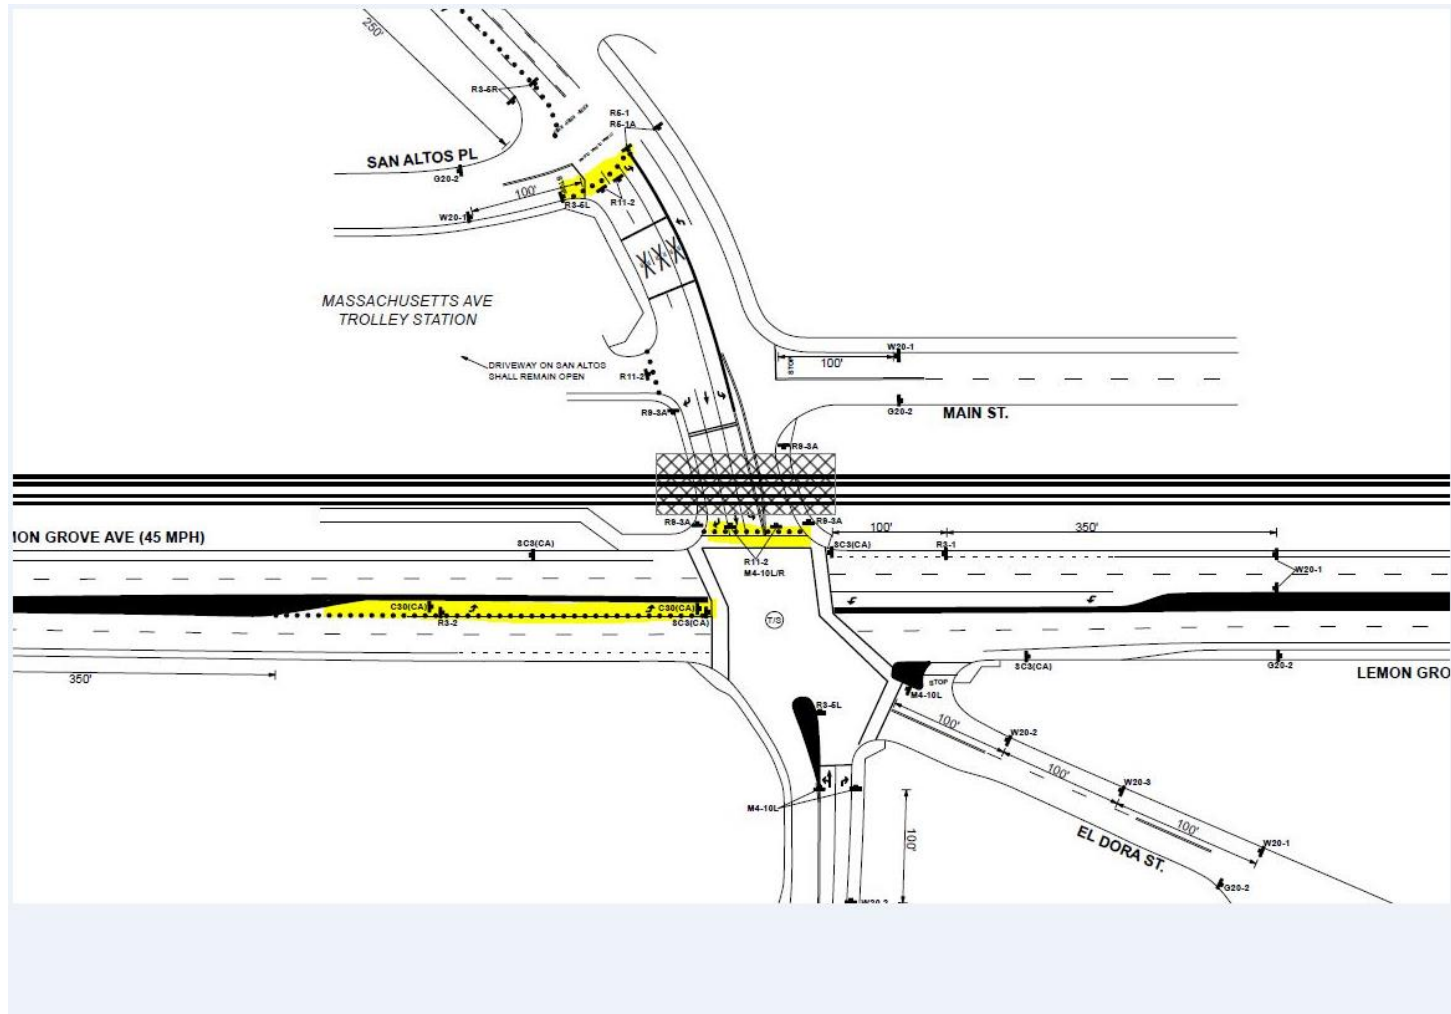 250'
R3-5R
R5-1
R5-1A
SAN ALTOS PL
G20-2
100'
STOP
R3-5L
R11-2
W20-1
MASSACHUSETTS AVE
TROLLEY STATION
DRIVEWAY ON SAN ALTOS
SHALL REMAIN OPEN
R11-2
R9-3A
W20-1
STOP
100'
G20-2
MAIN ST.
R9-3A
R9-3A
R9-3A
MON GROVE AVE (45 MPH)
SC3(CA)
R11-2
M4-10L/R
SC3(CA)
100'
R3-1
350'
W20-1
C30(CA)
R3-2
C30(CA)
SC3(CA)
T/S
350'
SC3(CA)
G20-2
LEMON GRO
STOP
M4-10L
R3-5L
100'
W20-2
100'
W20-3
100'
W20-1
M4-10L
100'
EL DORA ST.
G20-2